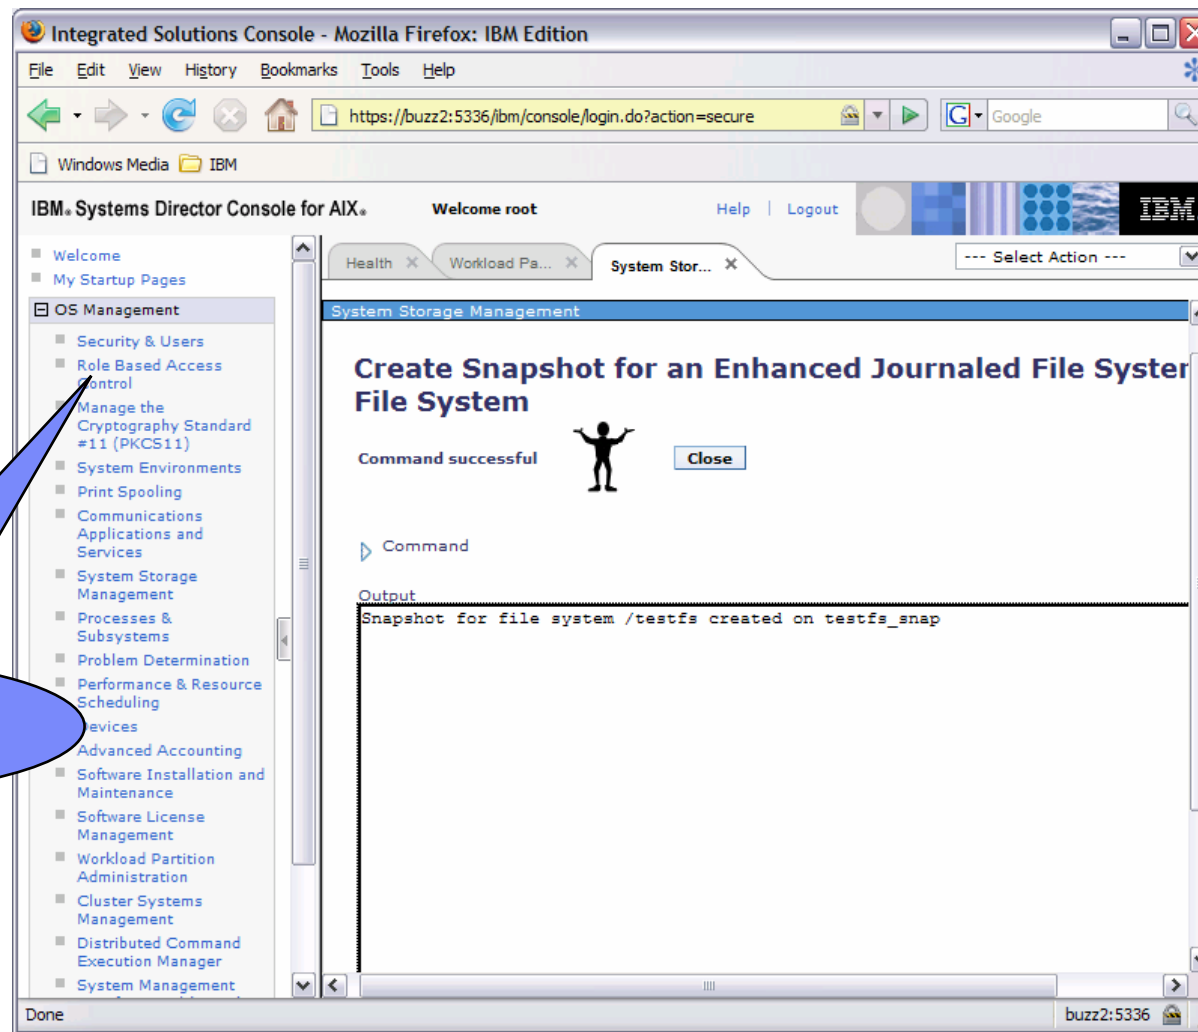 Integrated Solutions Console - Mozilla Firefox: IBM Edition
File Edit View History Bookmarks Tools Help
https://buzz2:5336/ibm/console/login.do?action=secure
G Google
Windows Media IBM
IBM® Systems Director Console for AIX®
Welcome root
Help | Logout
IBM
Welcome
My Startup Pages
OS Management
Security & Users
Role Based Access
Control
Manage the
Cryptography Standard
#11 (PKCS11)
System Environments
Print Spooling
Communications
Applications and
Services
System Storage
Management
Processes &
Subsystems
Problem Determination
Performance & Resource
Scheduling
Devices
Advanced Accounting
Software Installation and
Maintenance
Software License
Management
Workload Partition
Administration
Cluster Systems
Management
Distributed Command
Execution Manager
System Management
Health
Workload Pa...
System Stor...
--- Select Action ---
System Storage Management
Create Snapshot for an Enhanced Journaled File System
File System
Command successful
Close
Command
Output
Snapshot for file system /testfs created on testfs_snap
Done
buzz2:5336